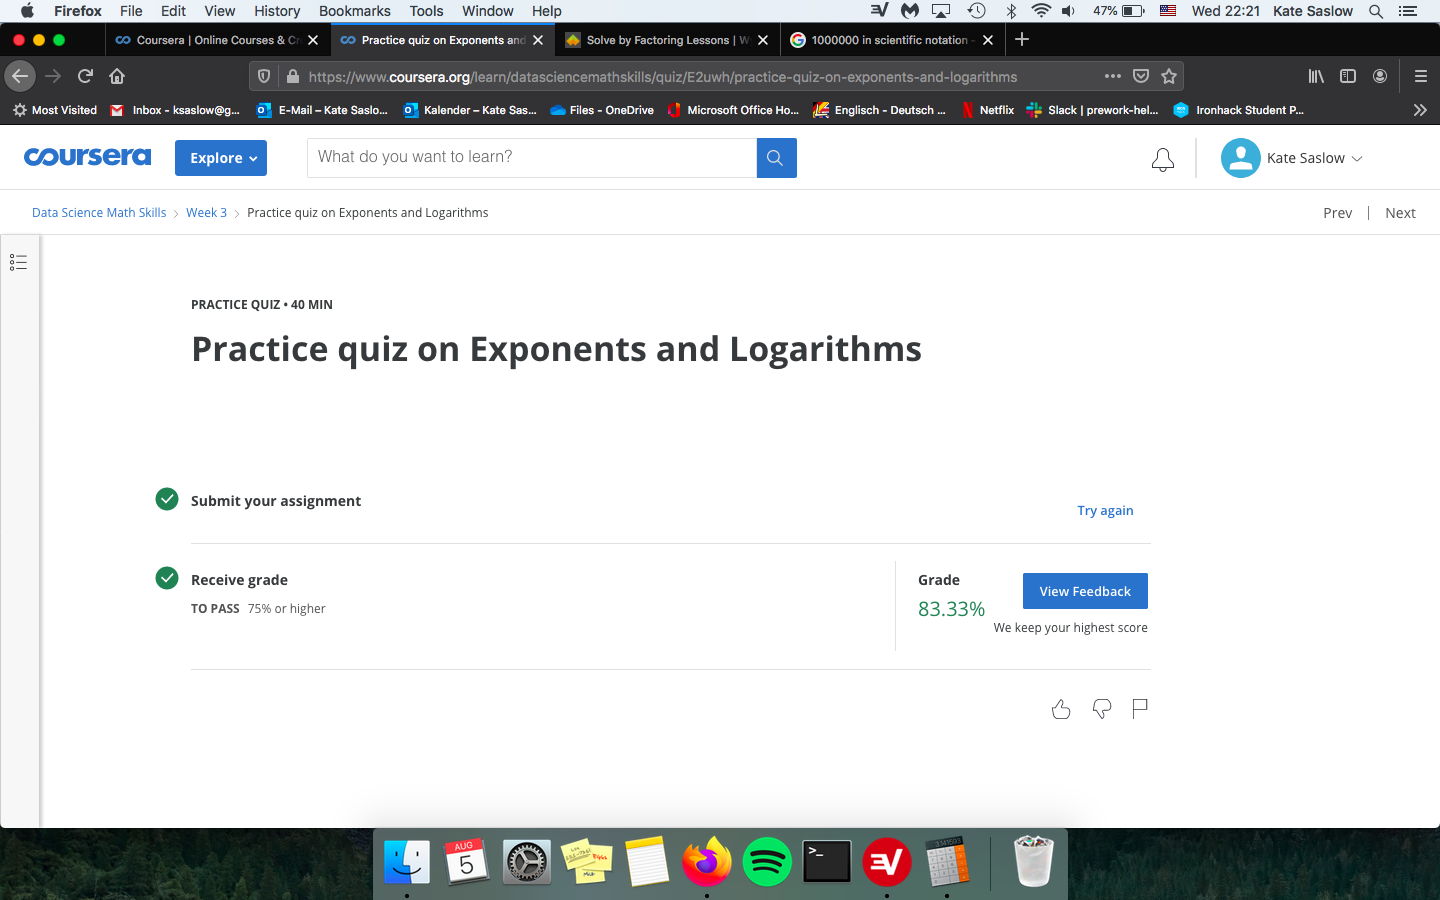 Firefox File Edit View History Bookmarks Tools Window Help 47% Wed 22:21 Kate Saslow
Coursera | Online Courses & Cr Practice quiz on Exponents and Solve by Factoring Lessons | W 1000000 in scientific notation -
https://www.coursera.org/learn/datasciencemathskills/quiz/E2uwh/practice-quiz-on-exponents-and-logarithms
Most Visited Inbox - ksaslow@g... E-Mail – Kate Saslo... Kalender – Kate Sas... Files - OneDrive Microsoft Office Ho... Englisch - Deutsch ... Netflix Slack | prework-hel... Ironhack Student P...
coursera Explore What do you want to learn? Kate Saslow
Data Science Math Skills Week 3 Practice quiz on Exponents and Logarithms Prev | Next
PRACTICE QUIZ • 40 MIN
Practice quiz on Exponents and Logarithms
Submit your assignment
Try again
Receive grade
TO PASS 75% or higher
Grade
83.33%
View Feedback
We keep your highest score
AUG
5